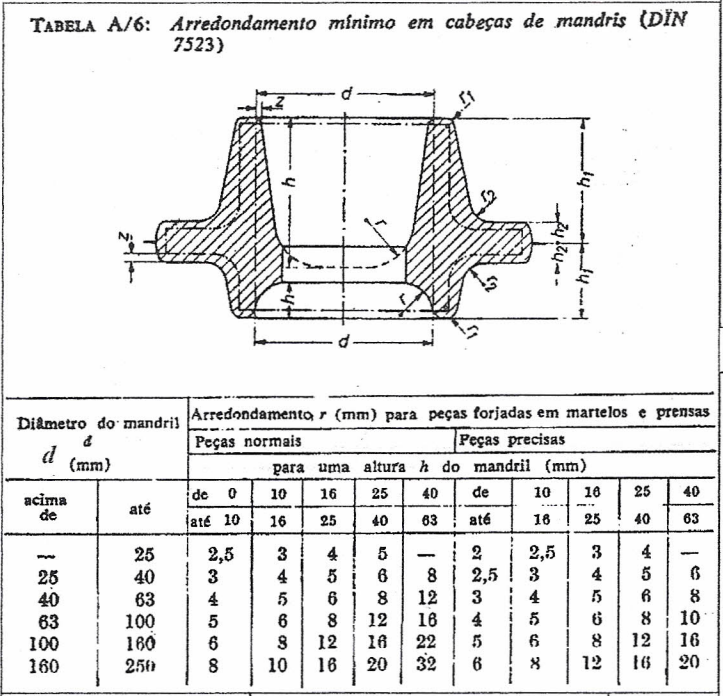 TABELA A/6: Arredondamento mínimo em cabeças de mandris (DIN
7523)
d
z
r1
h
h1
r
r2
h2
z
h2
h
r
r2
h1
r1
d
Diâmetro do mandril
d
d (mm)
Arredondamento, r (mm) para peças forjadas em martelos e prensas
Peças normais Peças precisas
para uma altura h do mandril (mm)
acima de até
de 0 10 16 25 40 de 10 16 25 40
até 10 16 25 40 63 até 16 25 40 63
— 25 2,5 3 4 5 — 2 2,5 3 4 —
25 40 3 4 5 6 8 2,5 3 4 5 6
40 63 4 5 6 8 12 3 4 5 6 8
63 100 5 6 8 12 16 4 5 6 8 10
100 160 6 8 12 16 22 5 6 8 12 16
160 250 8 10 16 20 32 6 8 12 16 20